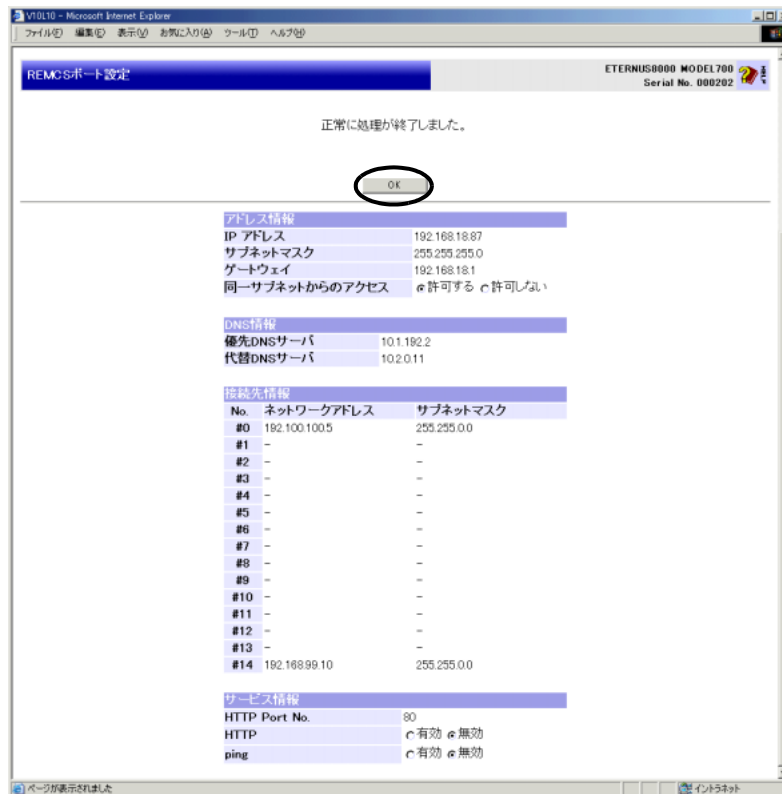 V10L10 - Microsoft Internet Explorer
ファイル(F) 編集(E) 表示(V) お気に入り(A) ツール(T) ヘルプ(H)
REMCSポート設定
ETERNUS8000 MODEL700
Serial No. 000202
正常に処理が終了しました。
OK
アドレス情報
IP アドレス 192.168.18.87
サブネットマスク 255.255.255.0
ゲートウェイ 192.168.18.1
同一サブネットからのアクセス 許可する 許可しない
DNS情報
優先DNSサーバ 10.1.192.2
代替DNSサーバ 10.2.0.11
接続先情報
No. ネットワークアドレス サブネットマスク
#0 192.100.100.5 255.255.0.0
#1 - -
#2 - -
#3 - -
#4 - -
#5 - -
#6 - -
#7 - -
#8 - -
#9 - -
#10 - -
#11 - -
#12 - -
#13 - -
#14 192.168.99.10 255.255.0.0
サービス情報
HTTP Port No. 80
HTTP 有効 無効
ping 有効 無効
ページが表示されました
イントラネット